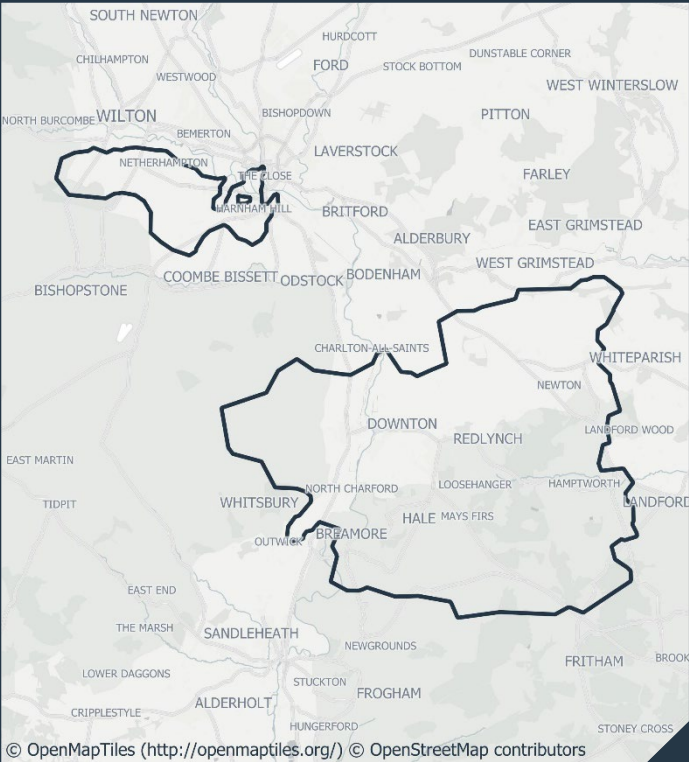 SOUTH NEWTON
HURDCOTT
CHILHAMPTON
FORD
DUNSTABLE CORNER
STOCK BOTTOM
WESTWOOD
WEST WINTERSLOW
NORTH BURCOMBE
WILTON
BISHOPDOWN
PITTON
BEMERTON
LAVERSTOCK
NETHERHAMPTON
THE CLOSE
FARLEY
HARNHAM HILL
BRITFORD
EAST GRIMSTEAD
ALDERBURY
WEST GRIMSTEAD
COOMBE BISSETT
ODSTOCK
BODENHAM
BISHOPSTONE
CHARLTON-ALL-SAINTS
WHITEPARISH
NEWTON
DOWNTON
LANDFORD WOOD
REDLYNCH
EAST MARTIN
NORTH CHARFORD
LOOSEHANGER
HAMPTWORTH
TIDPIT
WHITSBURY
LANDFORD
HALE
MAYS FIRS
OUTWICK
BREAMORE
EAST END
THE MARSH
SANDLEHEATH
NEWGROUNDS
FRITHAM
BROOK
LOWER DAGGONS
STUCKTON
FROGHAM
ALDERHOLT
CRIPPLESTYLE
HUNGERFORD
STONEY CROSS
© OpenMapTiles (http://openmaptiles.org/) © OpenStreetMap contributors